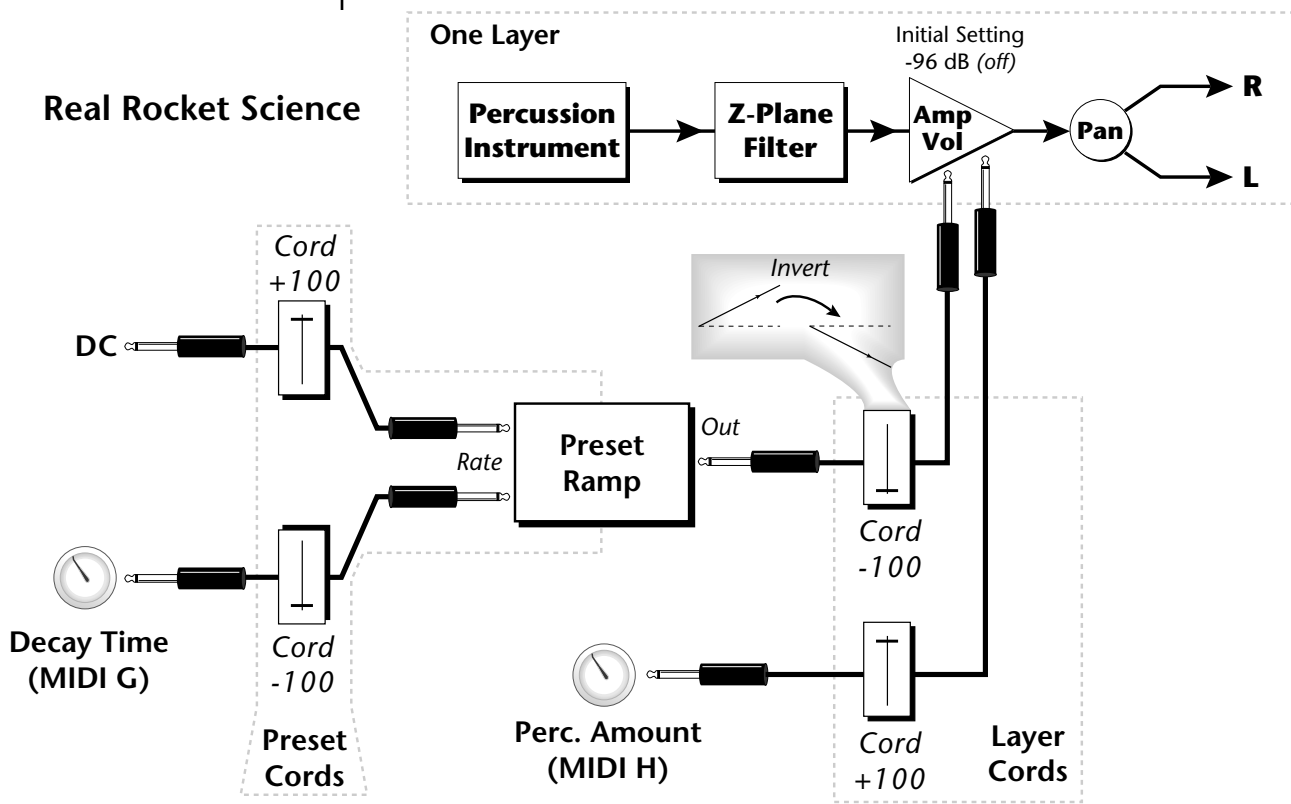 One Layer
Initial Setting
-96 dB (off)
Real Rocket Science
Percussion
Instrument
Z-Plane
Filter
Amp
Vol
Pan
R
L
Cord
+100
Invert
DC
Rate
Preset
Ramp
Out
Cord
-100
Decay Time
(MIDI G)
Cord
-100
Perc. Amount
(MIDI H)
Cord
+100
Preset
Cords
Layer
Cords